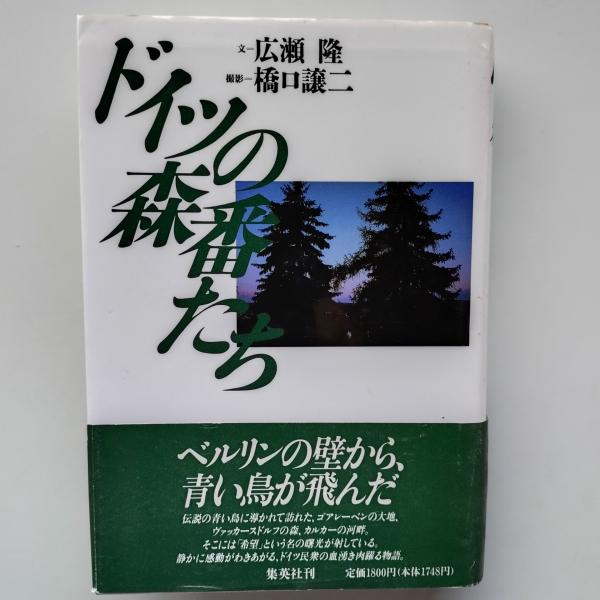 文=広瀬 隆
撮影=橋口譲二
ドイツの
森番たち
ベルリンの壁から、
青い鳥が飛んだ
伝説の青い鳥に導かれて訪れた、ゴアレーベンの大地、
ヴァッカースドルフの森、カルカーの河畔。
そこには「希望」という名の曙光が射している。
静かに感動がわきあがる、ドイツ民衆の血湧き肉躍る物語。
集英社刊 定価1800円(本体1748円)